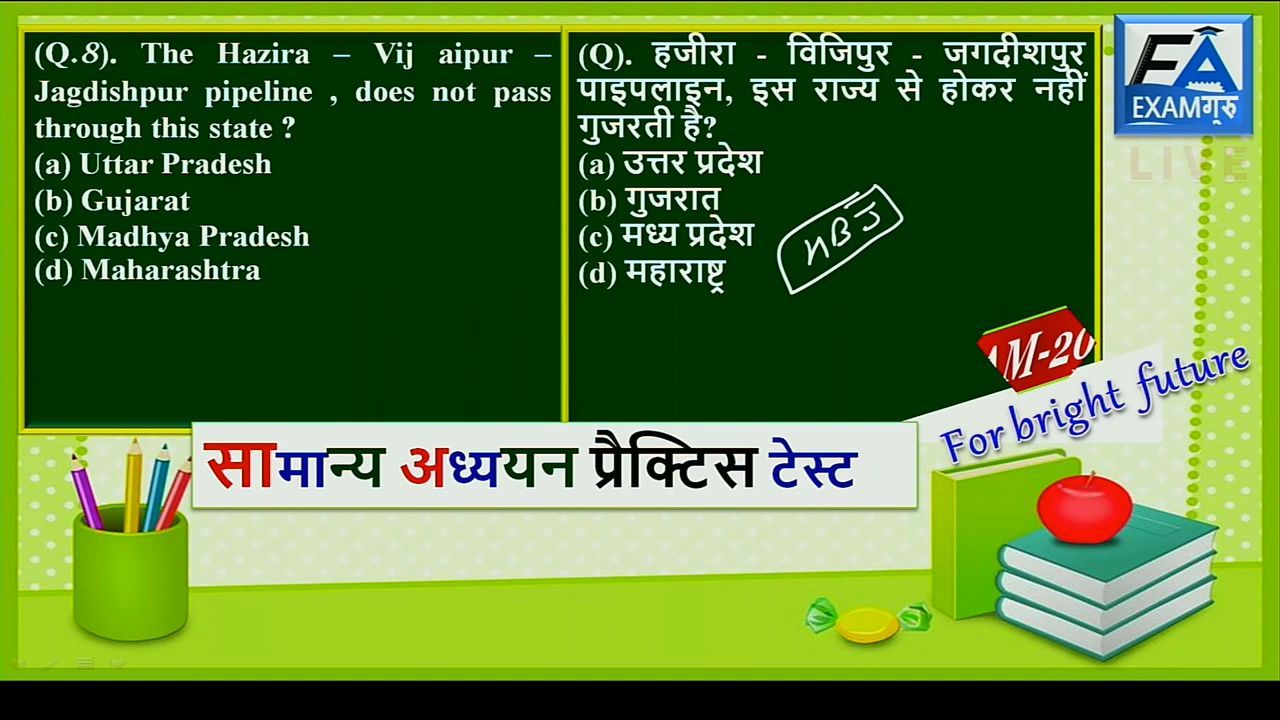 (Q.8). The Hazira – Vij aipur –
Jagdishpur pipeline , does not pass
through this state ?
(a) Uttar Pradesh
(b) Gujarat
(c) Madhya Pradesh
(d) Maharashtra
(Q). हजीरा - विजिपुर - जगदीशपुर
पाइपलाइन, इस राज्य से होकर नहीं
गुजरती है?
(a) उत्तर प्रदेश
(b) गुजरात
(c) मध्य प्रदेश
(d) महाराष्ट्र
HBJ
EXAMगुरु
LIVE
AM-20
For bright future
सामान्य अध्ययन प्रैक्टिस टेस्ट